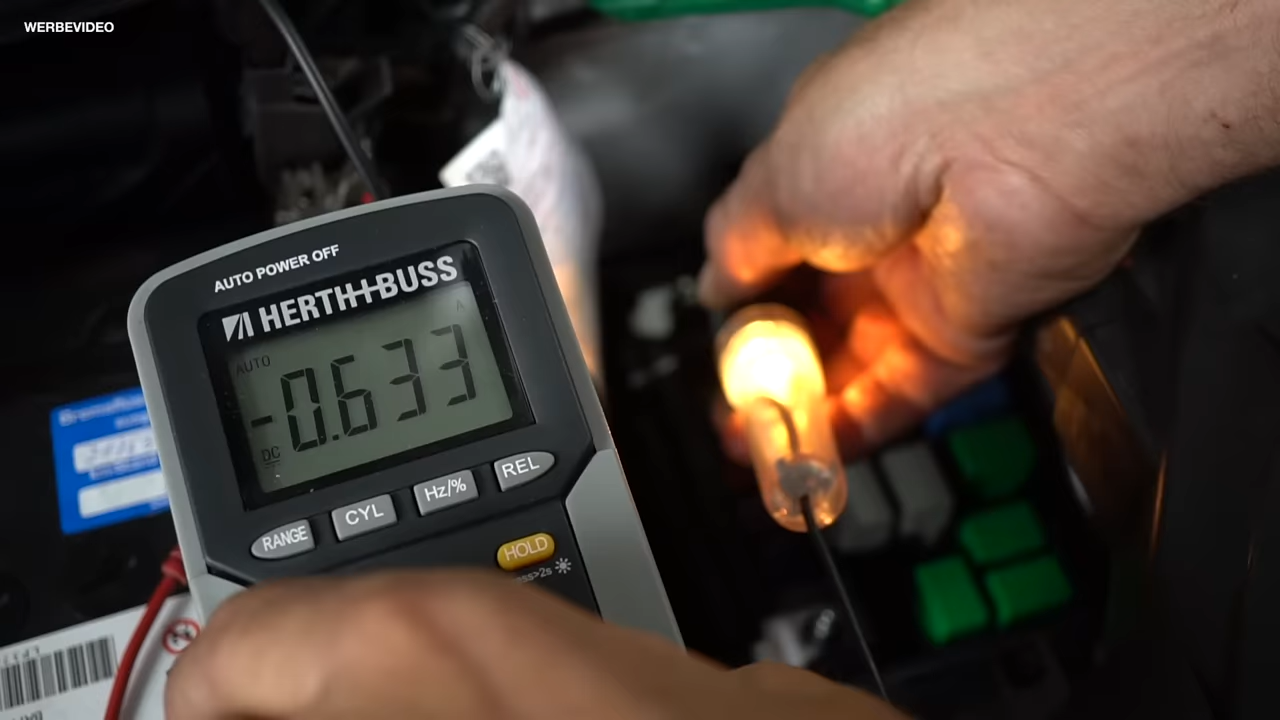 WERBEVIDEO
AUTO POWER OFF
HERTH+BUSS
A
AUTO
-0.633
DC
RANGE
CYL
Hz/%
REL
HOLD